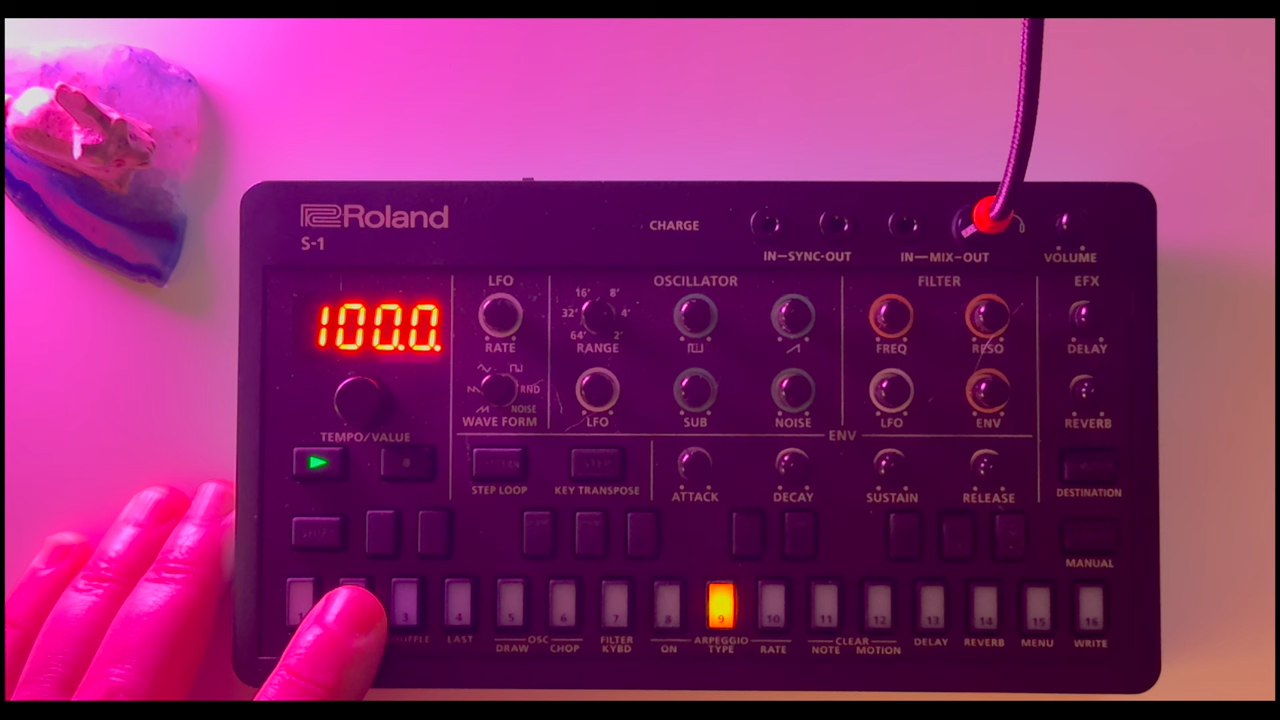 Roland
S-1
CHARGE
IN—SYNC-OUT
IN—MIX—OUT
VOLUME
LFO
OSCILLATOR
FILTER
EFX
100.0.
16' 8'
32' 4'
64' 2'
RATE
RANGE
FREQ
RESO
DELAY
RND
NOISE
WAVE FORM
LFO
SUB
NOISE
LFO
ENV
REVERB
TEMPO/VALUE
ENV
STEP LOOP
KEY TRANSPOSE
ATTACK
DECAY
SUSTAIN
RELEASE
DESTINATION
MANUAL
1 3 4 5 6 7 8 9 10 11 12 13 14 15 16
LAST
OSC
DRAW CHOP
FILTER
KYBD
ARPEGGIO
ON TYPE RATE
CLEAR
NOTE MOTION
DELAY
REVERB
MENU
WRITE